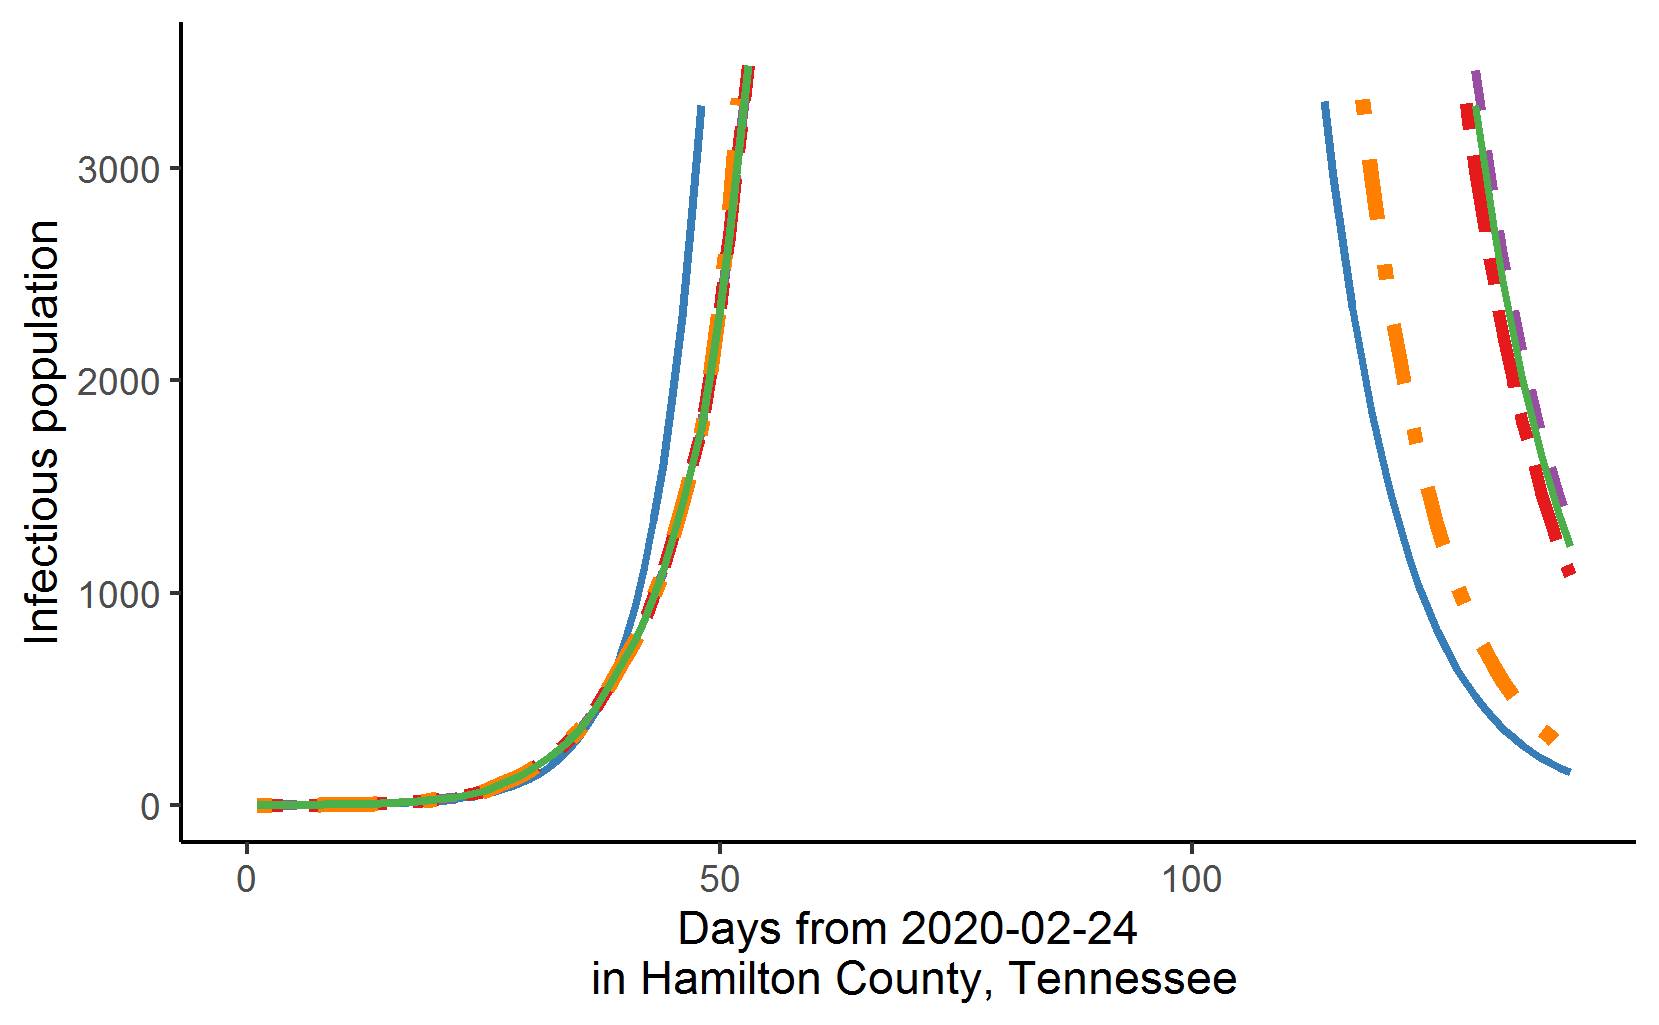 Infectious population
3000
2000
1000
0
0 50 100
Days from 2020-02-24
in Hamilton County, Tennessee